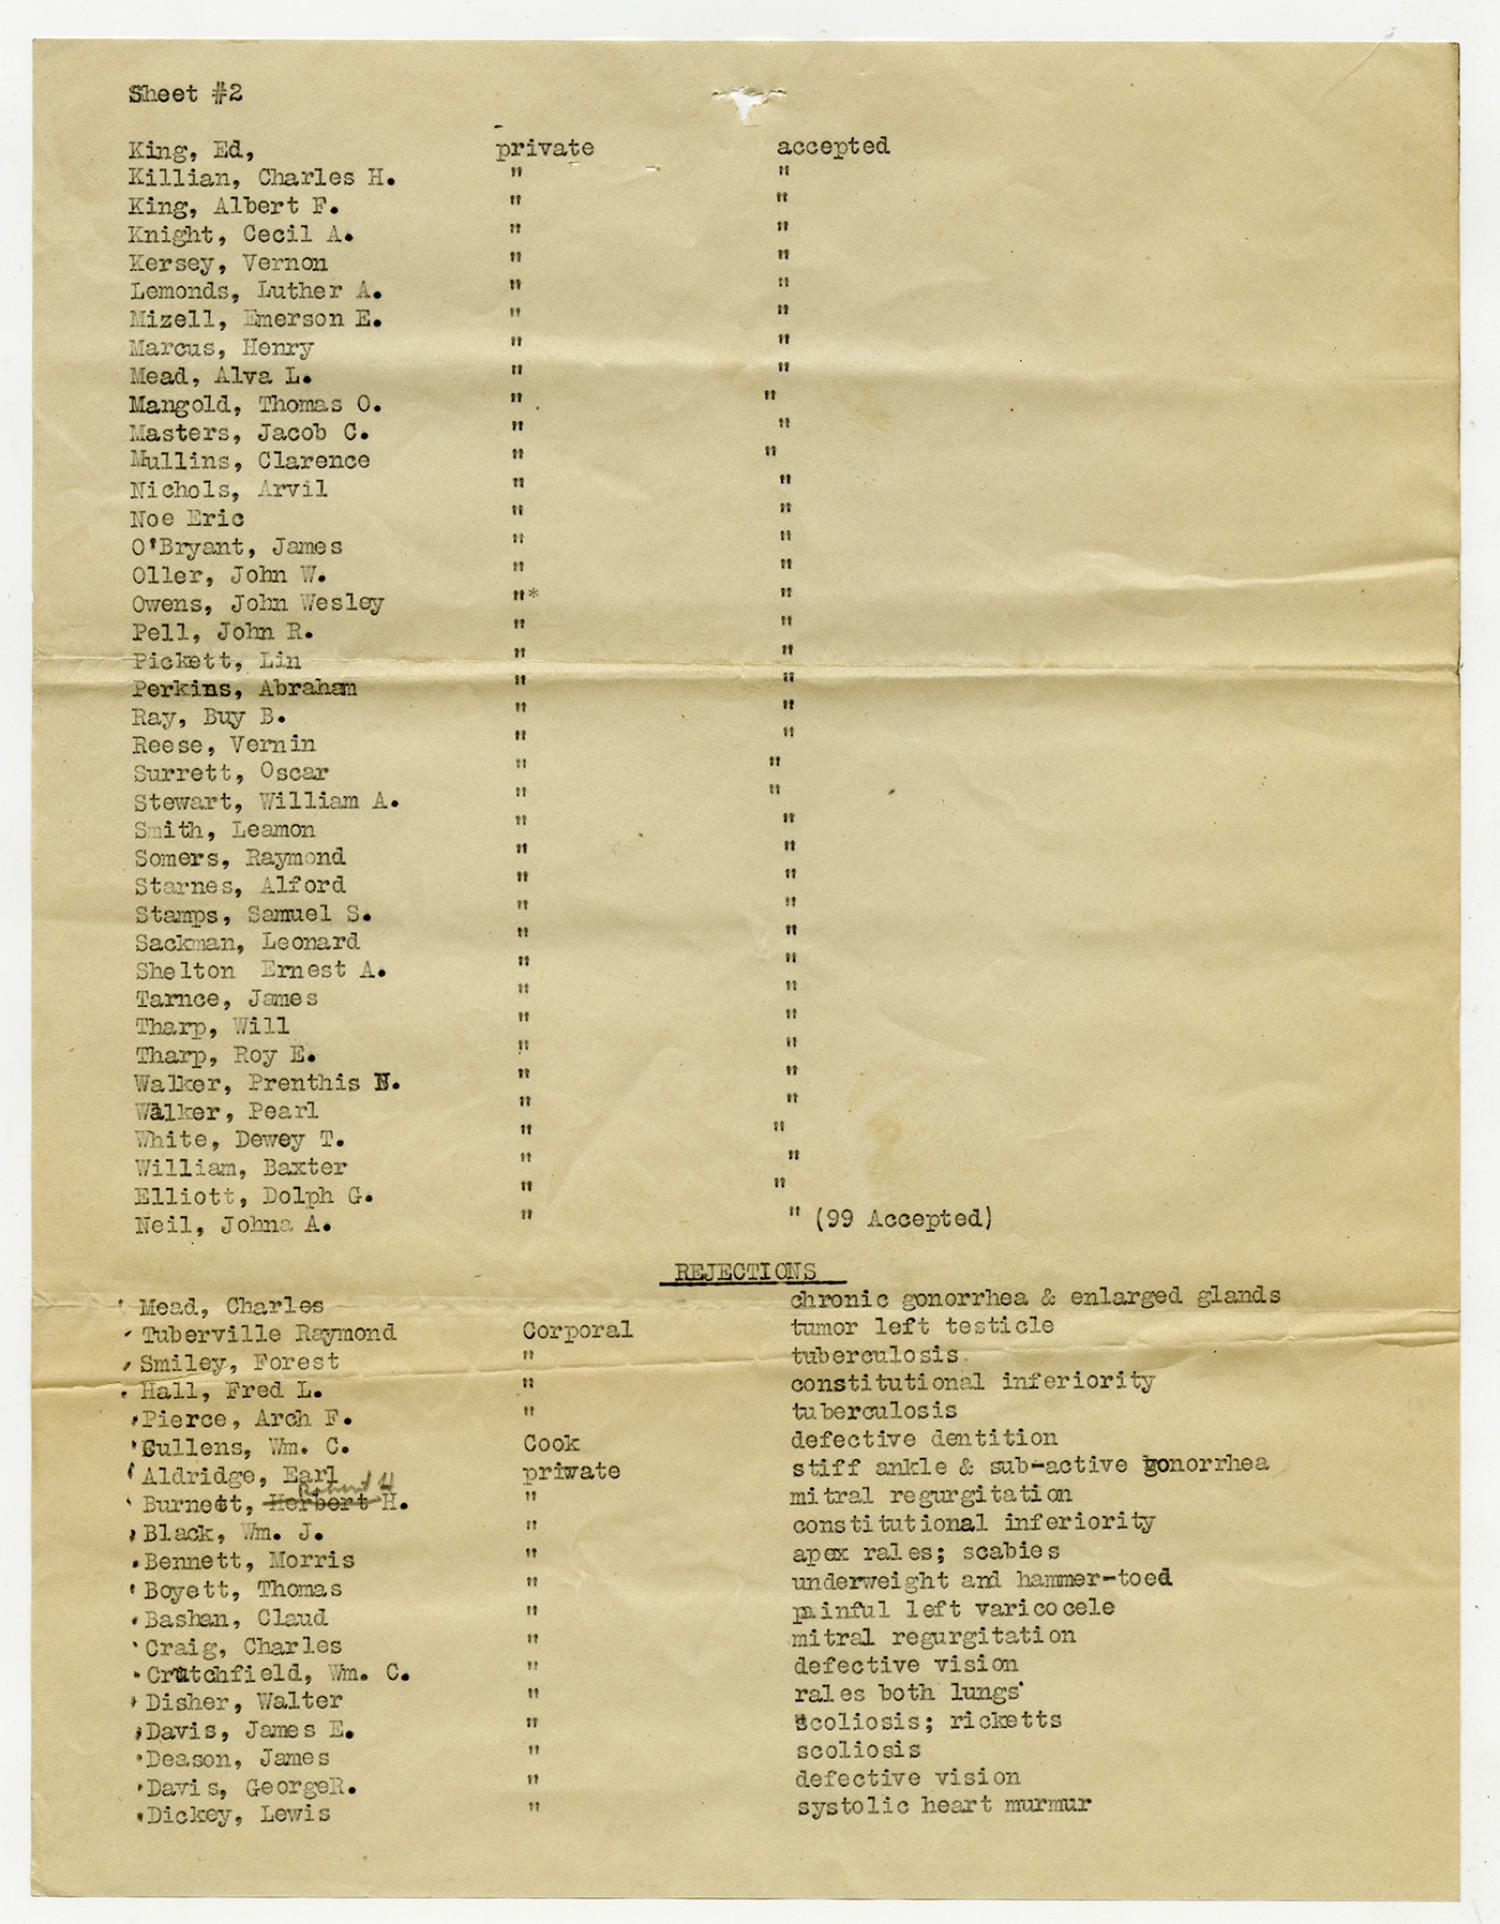 Sheet #2
King, Ed, private accepted
Killian, Charles H. " "
King, Albert F. " "
Knight, Cecil A. " "
Kersey, Vernon " "
Lemonds, Luther A. " "
Mizell, Emerson E. " "
Marcus, Henry " "
Mead, Alva L. " "
Mangold, Thomas O. " "
Masters, Jacob C. " "
Mullins, Clarence " "
Nichols, Arvil " "
Noe Eric " "
O'Bryant, James " "
Oller, John W. " "
Owens, John Wesley "* "
Pell, John R. " "
Pickett, Lin " "
Perkins, Abraham " "
Ray, Buy B. " "
Reese, Vernin " "
Surrett, Oscar " "
Stewart, William A. " "
Smith, Leamon " "
Somers, Raymond " "
Starnes, Alford " "
Stamps, Samuel S. " "
Sackman, Leonard " "
Shelton Ernest A. " "
Tarnce, James " "
Tharp, Will " "
Tharp, Roy E. " "
Walker, Prenthis N. " "
Walker, Pearl " "
White, Dewey T. " "
William, Baxter " "
Elliott, Dolph G. " "
Neil, Johna A. " " (99 Accepted)
REJECTIONS
Mead, Charles chronic gonorrhea & enlarged glands
Tuberville Raymond Corporal tumor left testicle
Smiley, Forest " tuberculosis
Hall, Fred L. " constitutional inferiority
Pierce, Arch F. " tuberculosis
Cullens, Wm. C. Cook defective dentition
Aldridge, Earl private stiff ankle & sub-active gonorrhea
Burnett, Herbert H. " mitral regurgitation
Black, Wm. J. " constitutional inferiority
Bennett, Morris " apex rales; scabies
Boyett, Thomas " underweight and hammer-toed
Bashan, Claud " painful left varicocele
Craig, Charles " mitral regurgitation
Crutchfield, Wm. C. " defective vision
Disher, Walter " rales both lungs
Davis, James E. " Scoliosis; ricketts
Deason, James " scoliosis
Davis, GeorgeR. " defective vision
Dickey, Lewis " systolic heart murmur